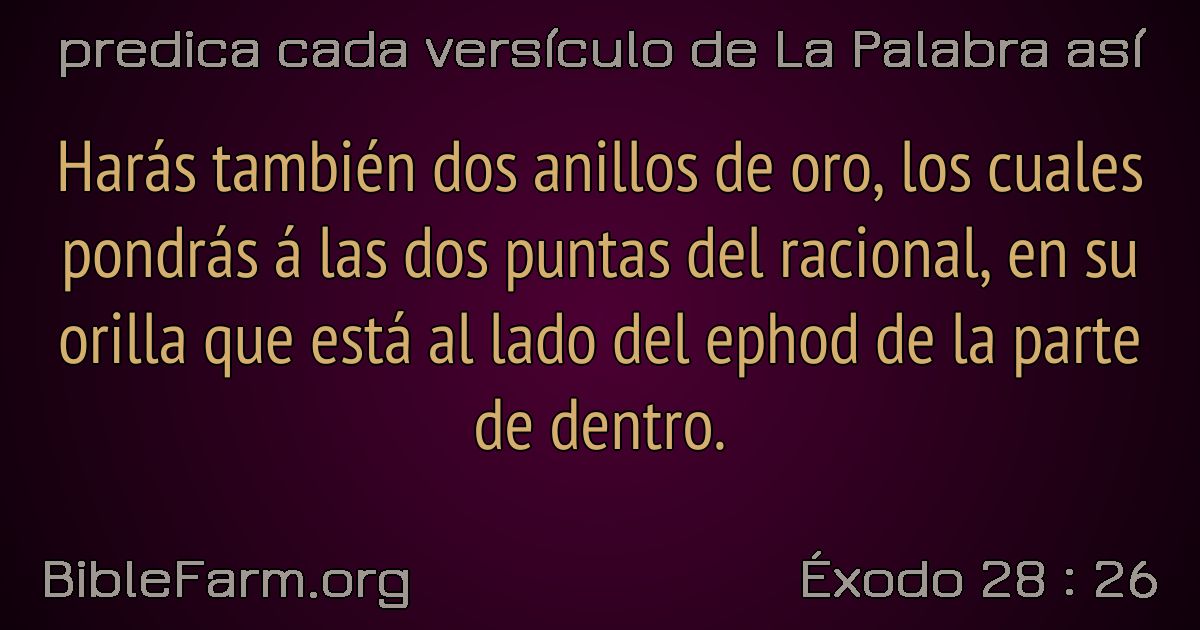 predica cada versículo de La Palabra así
Harás también dos anillos de oro, los cuales
pondrás á las dos puntas del racional, en su
orilla que está al lado del ephod de la parte
de dentro.
BibleFarm.org
Éxodo 28 : 26